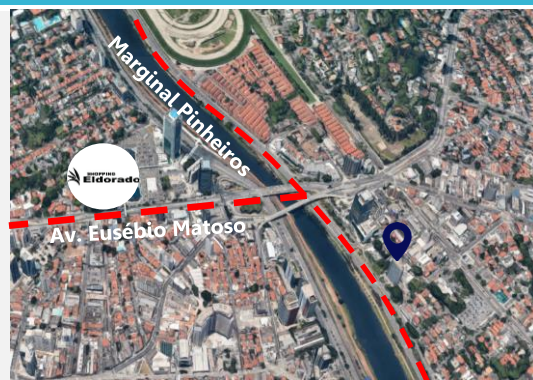 Marginal Pinheiros
SHOPPING
Eldorado
Av. Eusébio Matoso